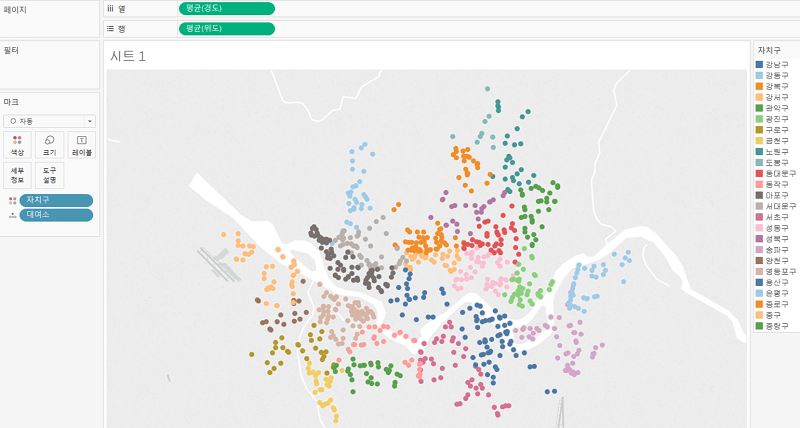 페이지
iii 열
평균(경도)
행
평균(위도)
필터
시트 1
마크
자동
색상
크기
레이블
세부
정보
도구
설명
자치구
대여소
자치구
강남구
강동구
강북구
강서구
관악구
광진구
구로구
금천구
노원구
도봉구
동대문구
동작구
마포구
서대문구
서초구
성동구
성북구
송파구
양천구
영등포구
용산구
은평구
종로구
중구
중랑구